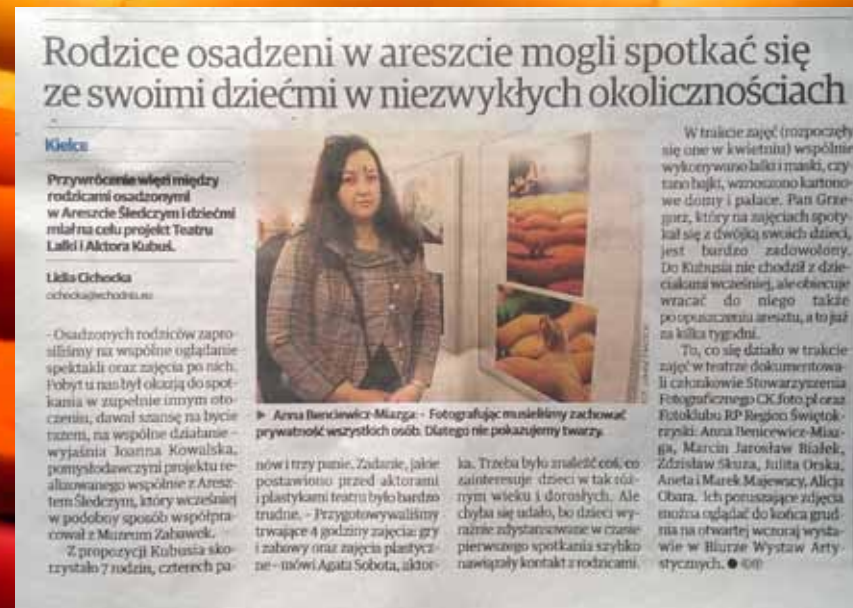 Rodzice osadzeni w areszcie mogli spotkać się
ze swoimi dziećmi w niezwykłych okolicznościach
Kielce
Przywrócenie więzi między
rodzicami osadzonymi
w Areszcie Śledczym i dziećmi
miał na celu projekt Teatru
Lalki i Aktora Kubuś.
Lidia Cichocka
cichocka@echodnia.eu
- Osadzonych rodziców zapro-
siliśmy na wspólne oglądanie
spektakli oraz zajęcia po nich.
Pobyt u nas był okazją do spot-
kania w zupełnie innym oto-
czeniu, dawał szansę na bycie
razem, na wspólne działanie -
wyjaśnia Joanna Kowalska,
pomysłodawczyni projektu re-
alizowanego wspólnie z Aresz-
tem Śledczym, który wcześniej
w podobny sposób współpra-
cował z Muzeum Zabawek.
Z propozycji Kubusia sko-
rzystało 7 rodzin, czterech pa-
▶ Anna Benciewicz-Miazga: - Fotografując musieliśmy zachować
prywatność wszystkich osób. Dlatego nie pokazujemy twarzy.
nów i trzy panie. Zadanie, jakie
postawiono przed aktorami
i plastykami teatru było bardzo
trudne. - Przygotowywaliśmy
trwające 4 godziny zajęcia: gry
i zabawy oraz zajęcia plastycz-
ne - mówi Agata Sobota, aktor-
ka. Trzeba było znaleźć coś, co
zainteresuje dzieci w tak róż-
nym wieku i dorosłych. Ale
chyba się udało, bo dzieci wy-
raźnie zdystansowane w czasie
pierwszego spotkania szybko
nawiązały kontakt z rodzicami.
W trakcie zajęć (rozpoczęły
się one w kwietniu) wspólnie
wykonywano lalki i maski, czy-
tano bajki, wznoszono kartono-
we domy i pałace. Pan Grze-
gorz, który na zajęciach spoty-
kał się z dwójką swoich dzieci,
jest bardzo zadowolony.
Do Kubusia nie chodził z dzie-
ciakami wcześniej, ale obiecuje
wracać do niego także
po opuszczeniu aresztu, a to już
za kilka tygodni.
To, co się działo w trakcie
zajęć w teatrze dokumentowa-
li członkowie Stowarzyszenia
Fotograficznego CK.foto.pl oraz
Fotoklubu RP Region Świętok-
rzyski: Anna Benicewicz-Miaz-
ga, Marcin Jarosław Białek,
Zdzisław Skuza, Julita Orska,
Aneta i Marek Majewscy, Alicja
Obara. Ich poruszające zdjęcia
można oglądać do końca grud-
nia na otwartej wczoraj wysta-
wie w Biurze Wystaw Arty-
stycznych. ●